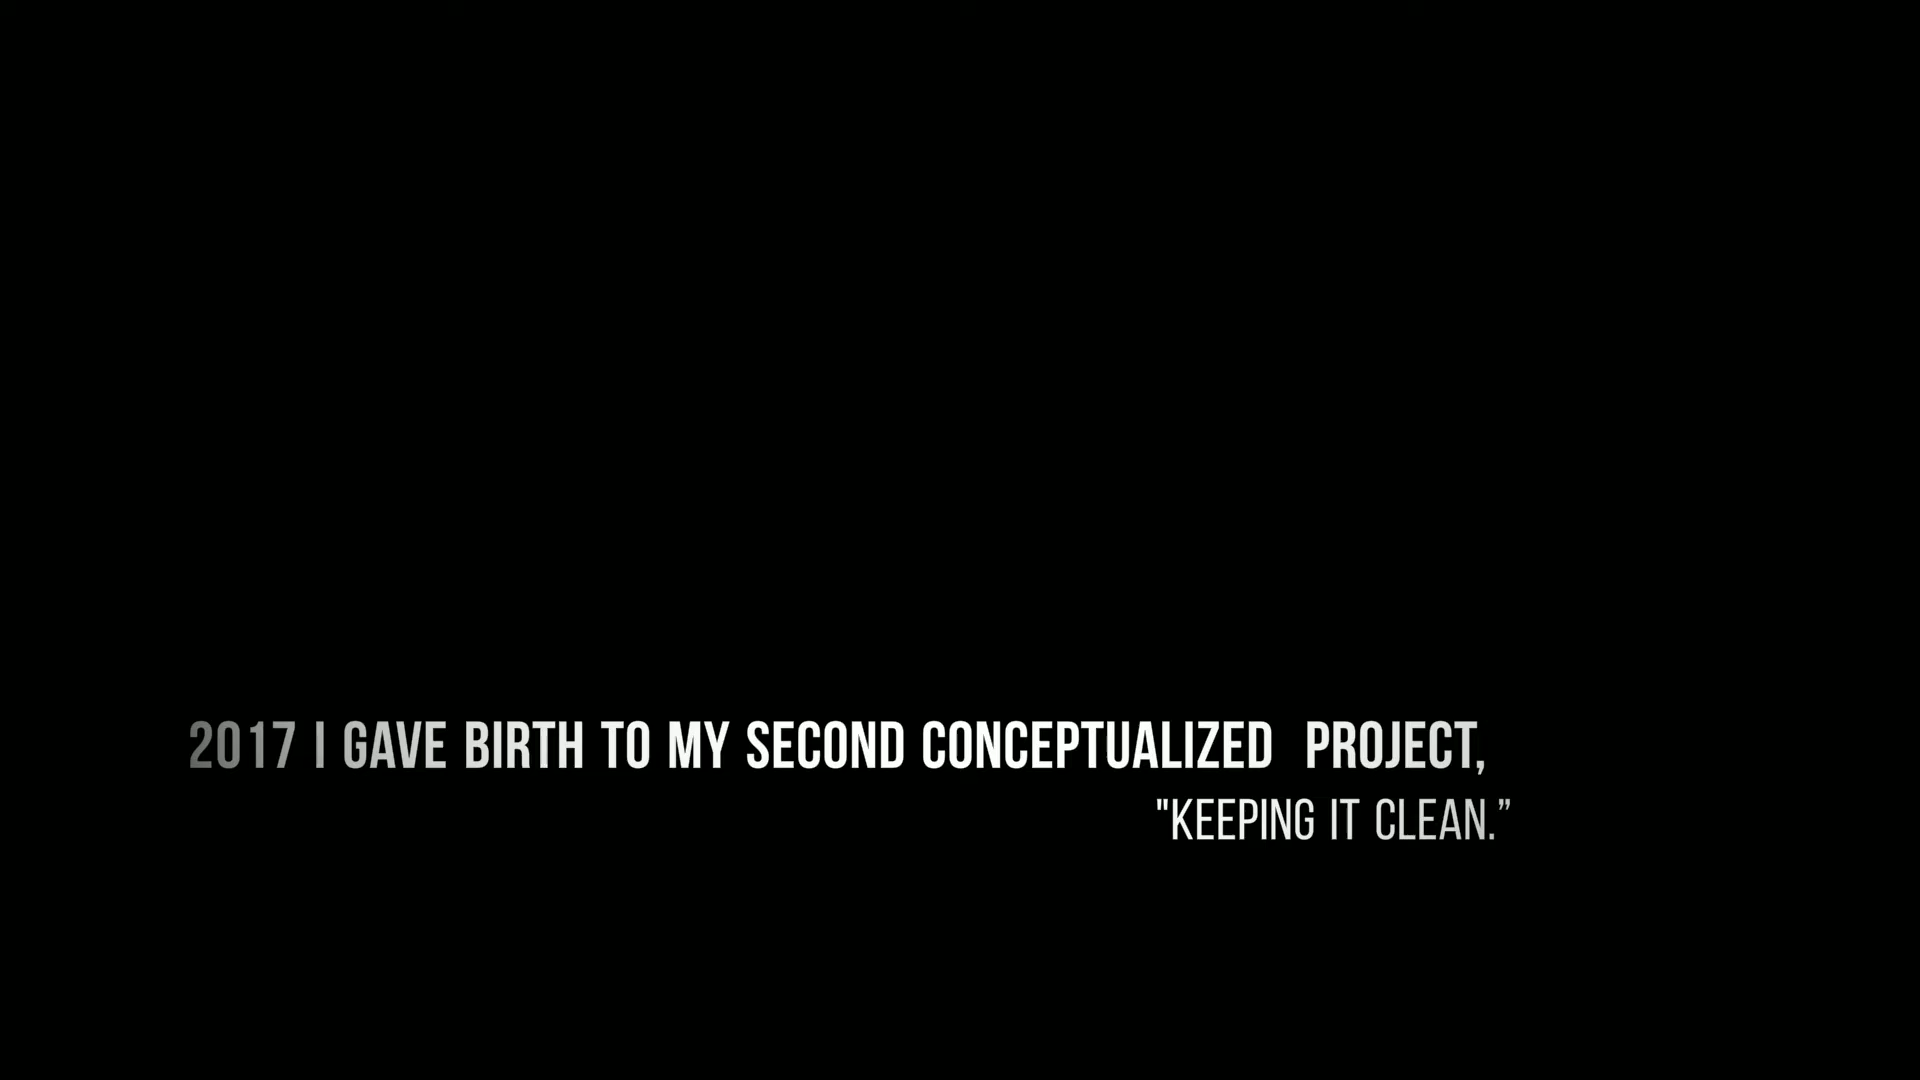 2017 I GAVE BIRTH TO MY SECOND CONCEPTUALIZED  PROJECT,
"KEEPING IT CLEAN.”